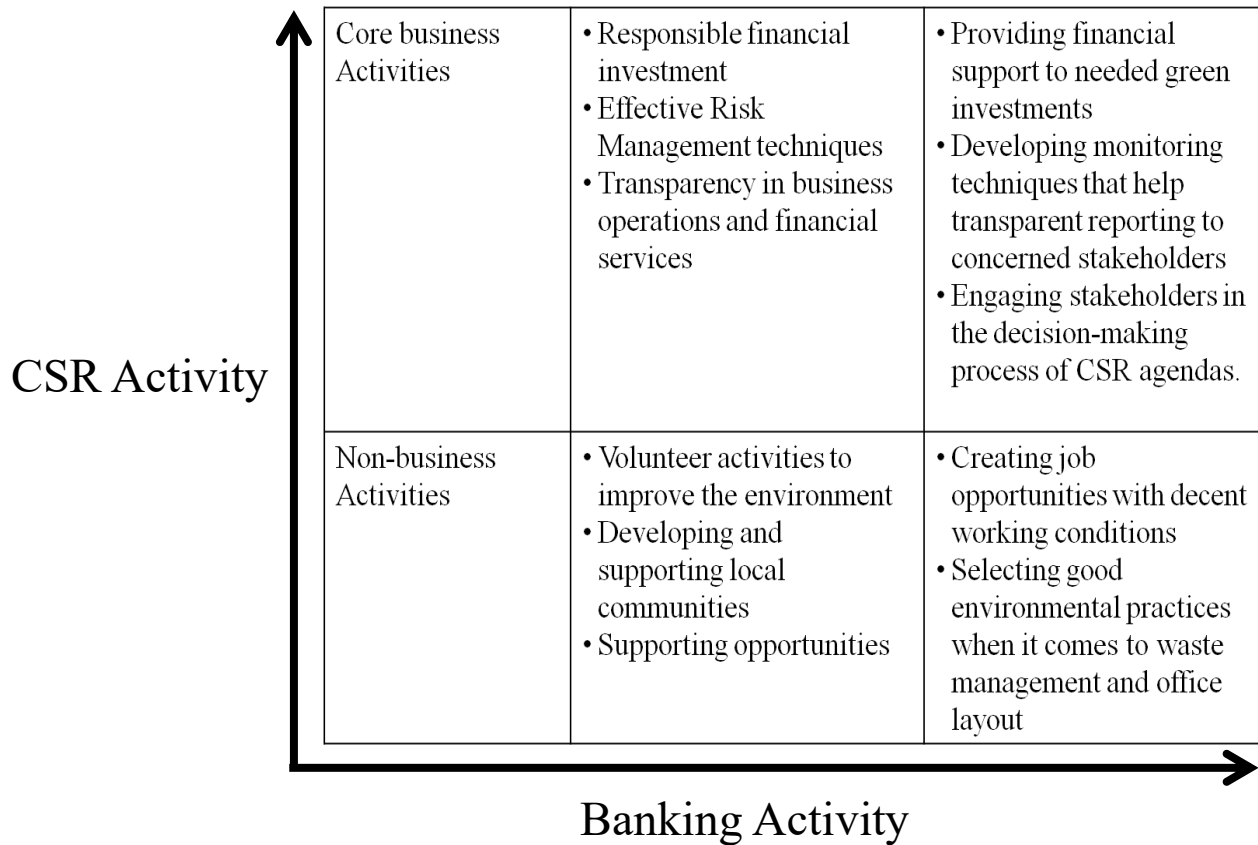 CSR Activity
Core business
Activities
• Responsible financial
investment
• Effective Risk
Management techniques
• Transparency in business
operations and financial
services
• Providing financial
support to needed green
investments
• Developing monitoring
techniques that help
transparent reporting to
concerned stakeholders
• Engaging stakeholders in
the decision-making
process of CSR agendas.
Non-business
Activities
• Volunteer activities to
improve the environment
• Developing and
supporting local
communities
• Supporting opportunities
• Creating job
opportunities with decent
working conditions
• Selecting good
environmental practices
when it comes to waste
management and office
layout
Banking Activity